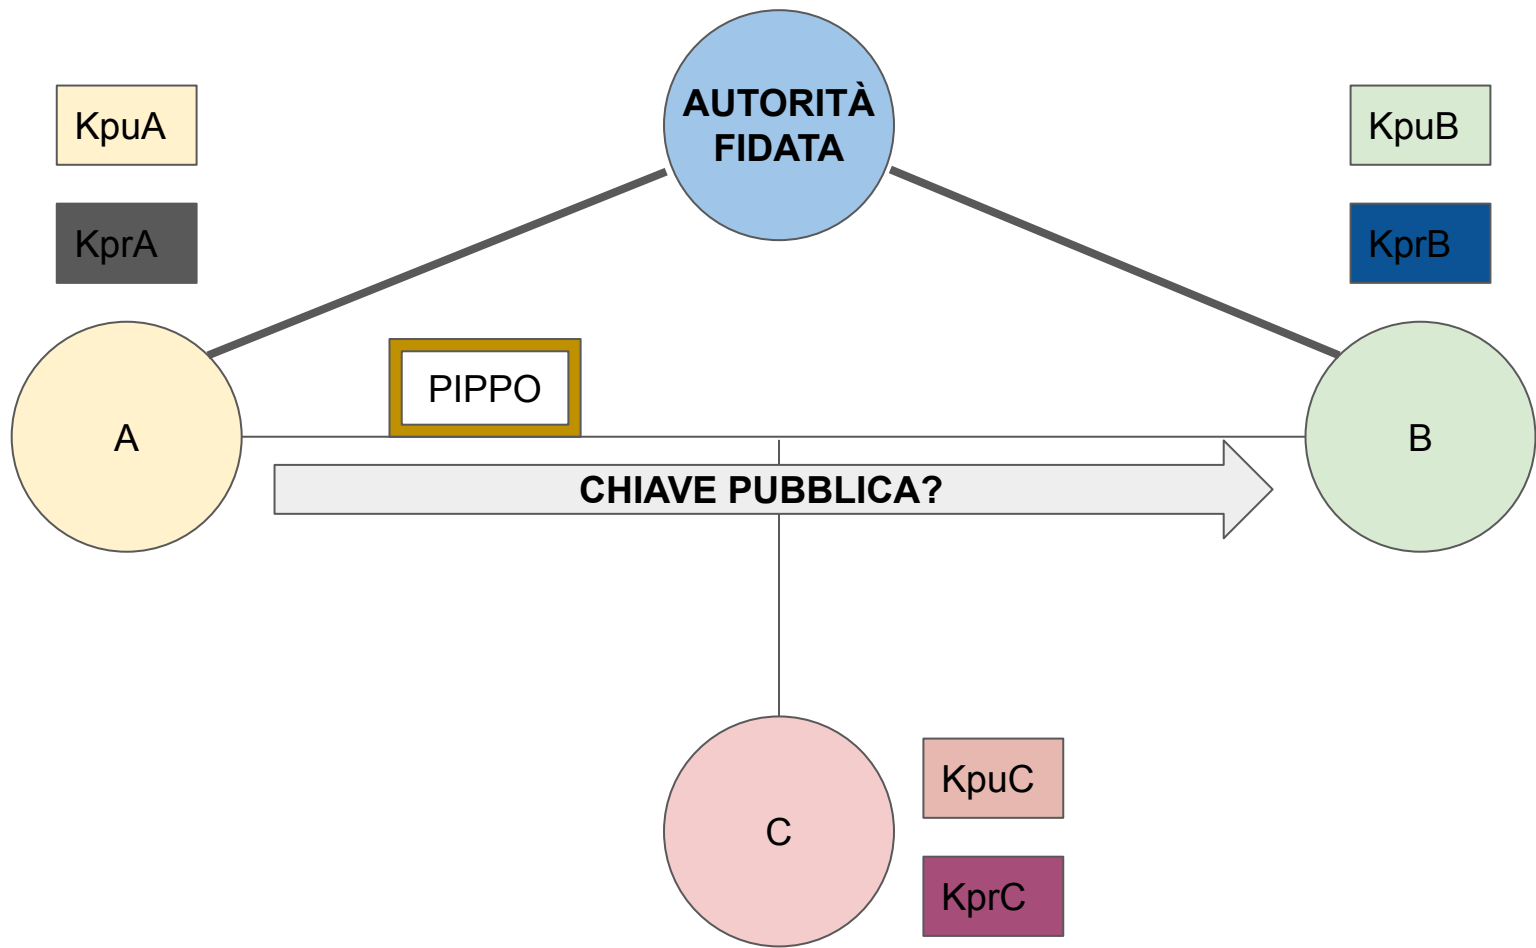 AUTORITÀ
FIDATA
KpuA
KpuB
KprA
KprB
PIPPO
A
B
CHIAVE PUBBLICA?
KpuC
C
KprC